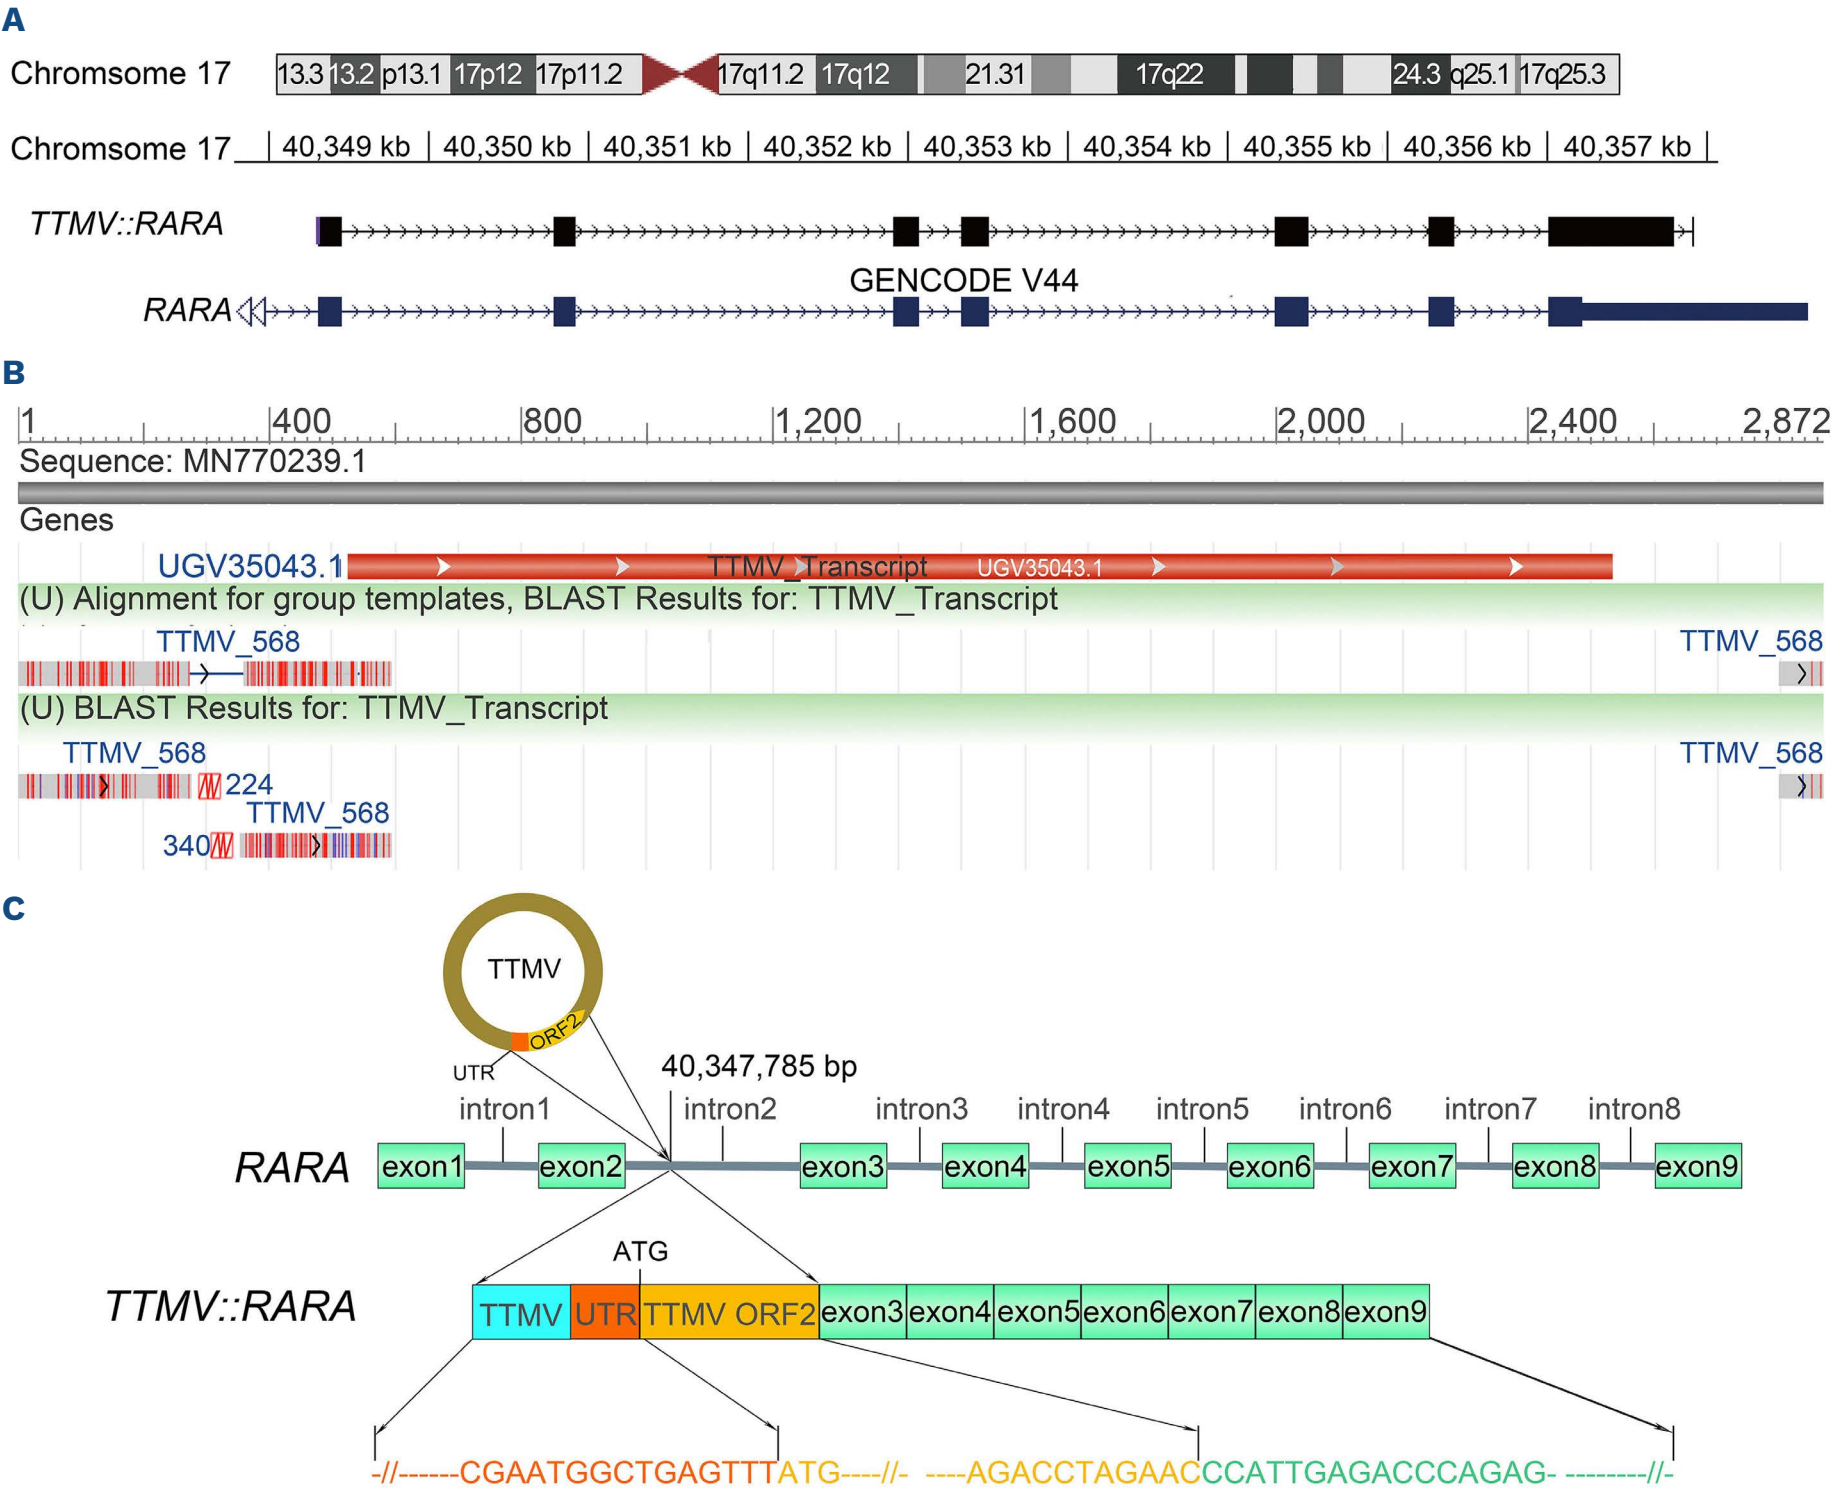 A
Chromsome 17 13.3 13.2 p13.1 17p12 17p11.2 17q11.2 17q12 21.31 17q22 24.3 q25.1 17q25.3
Chromsome 17 40,349 kb 40,350 kb 40,351 kb 40,352 kb 40,353 kb 40,354 kb 40,355 kb 40,356 kb 40,357 kb
TTMV::RARA
GENCODE V44
RARA
B
1 400 800 1,200 1,600 2,000 2,400 2,872
Sequence: MN770239.1
Genes
UGV35043.1 TTMV_Transcript UGV35043.1
(U) Alignment for group templates, BLAST Results for: TTMV_Transcript
TTMV_568 TTMV_568
(U) BLAST Results for: TTMV_Transcript
TTMV_568 TTMV_568
224
TTMV_568
340
C
TTMV
ORF2
UTR
40,347,785 bp
intron1 intron2 intron3 intron4 intron5 intron6 intron7 intron8
RARA exon1 exon2 exon3 exon4 exon5 exon6 exon7 exon8 exon9
ATG
TTMV::RARA TTMV UTR TTMV ORF2 exon3 exon4 exon5 exon6 exon7 exon8 exon9
-//------CGAATGGCTGAGTTTATG----//- ----AGACCTAGAACCCATTGAGACCCAGAG- --------//-